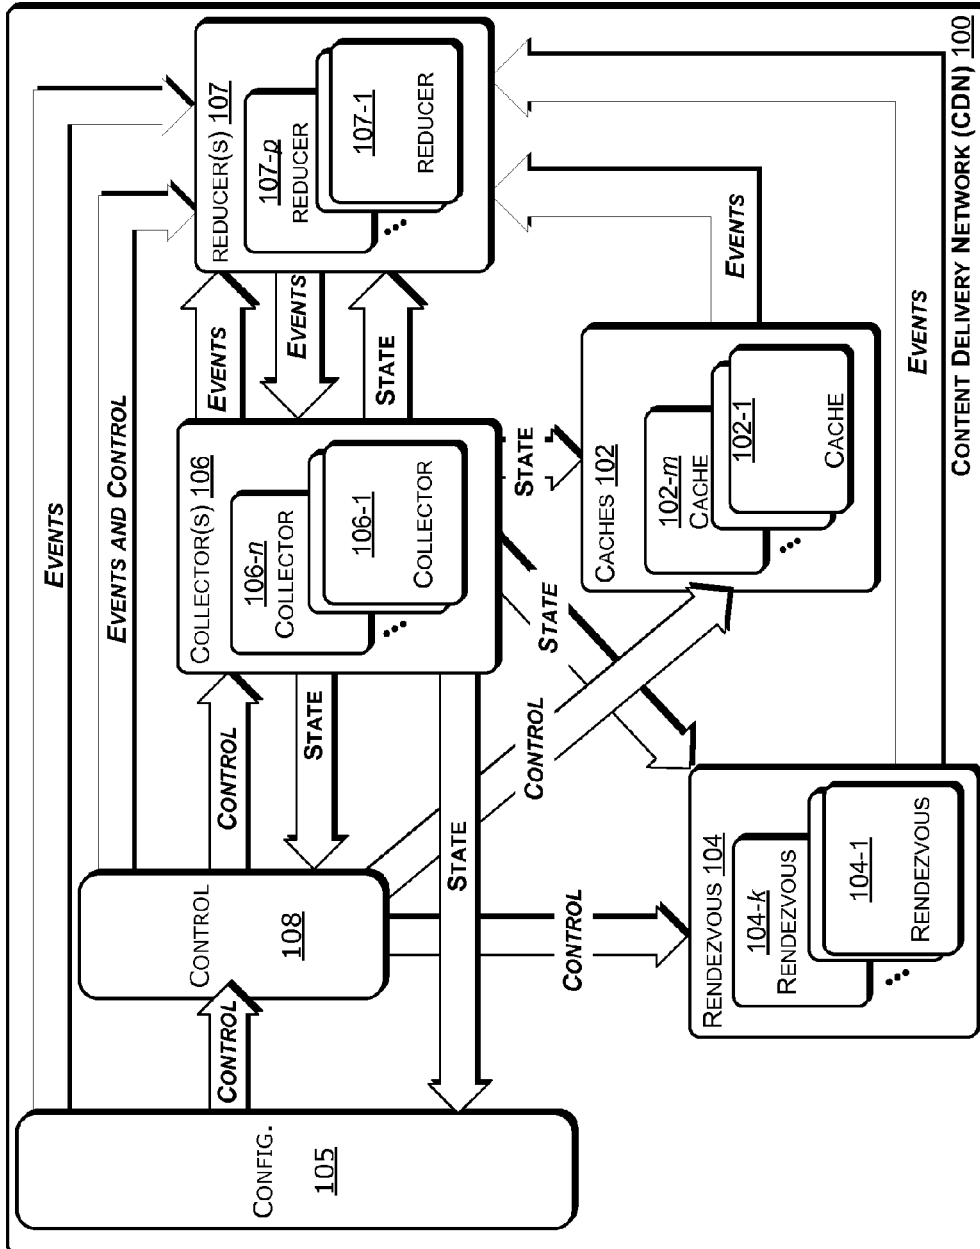 CONFIG.
105
CONTROL
CONTROL
108
EVENTS
EVENTS AND CONTROL
CONTROL
STATE
STATE
COLLECTOR(S) 106
106-n
COLLECTOR
106-1
COLLECTOR
...
EVENTS
EVENTS
STATE
REDUCER(S) 107
107-p
REDUCER
107-1
REDUCER
...
CONTROL
CONTROL
STATE
STATE
RENDEZVOUS 104
104-k
RENDEZVOUS
104-1
RENDEZVOUS
...
CACHES 102
102-m
CACHE
102-1
CACHE
...
EVENTS
EVENTS
CONTENT DELIVERY NETWORK (CDN) 100